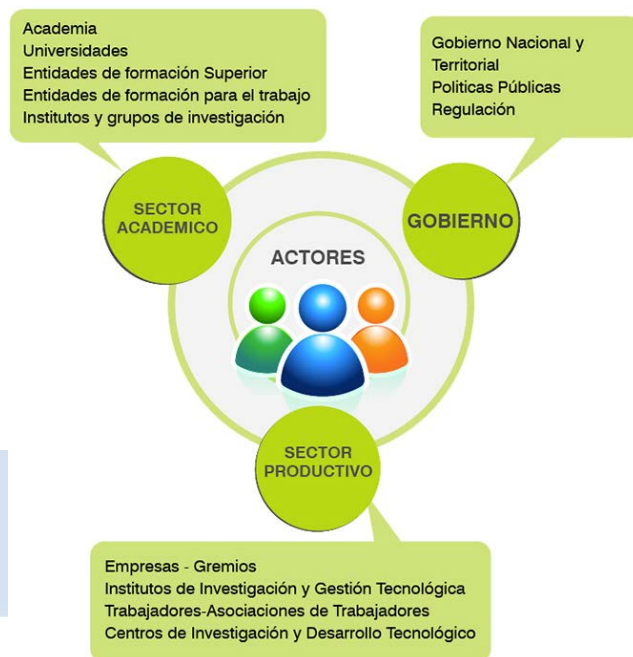 Academia
Universidades
Entidades de formación Superior
Entidades de formación para el trabajo
Institutos y grupos de investigación
Gobierno Nacional y
Territorial
Politicas Públicas
Regulación
SECTOR
ACADEMICO
GOBIERNO
ACTORES
SECTOR
PRODUCTIVO
Empresas - Gremios
Institutos de Investigación y Gestión Tecnológica
Trabajadores-Asociaciones de Trabajadores
Centros de Investigación y Desarrollo Tecnológico